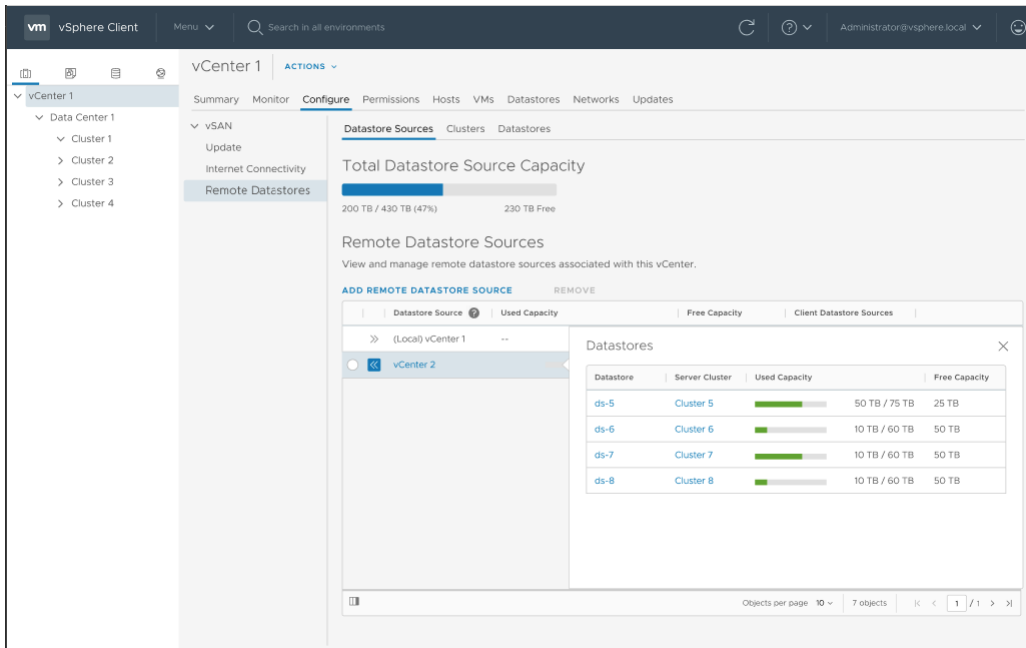 vm vSphere Client Menu Search in all environments Administrator@vsphere.local
vCenter 1 ACTIONS
Summary Monitor Configure Permissions Hosts VMs Datastores Networks Updates
vCenter 1
Data Center 1
Cluster 1
Cluster 2
Cluster 3
Cluster 4
vSAN
Update
Internet Connectivity
Remote Datastores
Datastore Sources Clusters Datastores
Total Datastore Source Capacity
200 TB / 430 TB (47%) 230 TB Free
Remote Datastore Sources
View and manage remote datastore sources associated with this vCenter.
ADD REMOTE DATASTORE SOURCE REMOVE
Datastore Source ? Used Capacity Free Capacity Client Datastore Sources
(Local) vCenter 1 --
vCenter 2
Datastores
Datastore Server Cluster Used Capacity Free Capacity
ds-5 Cluster 5 50 TB / 75 TB 25 TB
ds-6 Cluster 6 10 TB / 60 TB 50 TB
ds-7 Cluster 7 10 TB / 60 TB 50 TB
ds-8 Cluster 8 10 TB / 60 TB 50 TB
Objects per page 10 7 objects 1 / 1